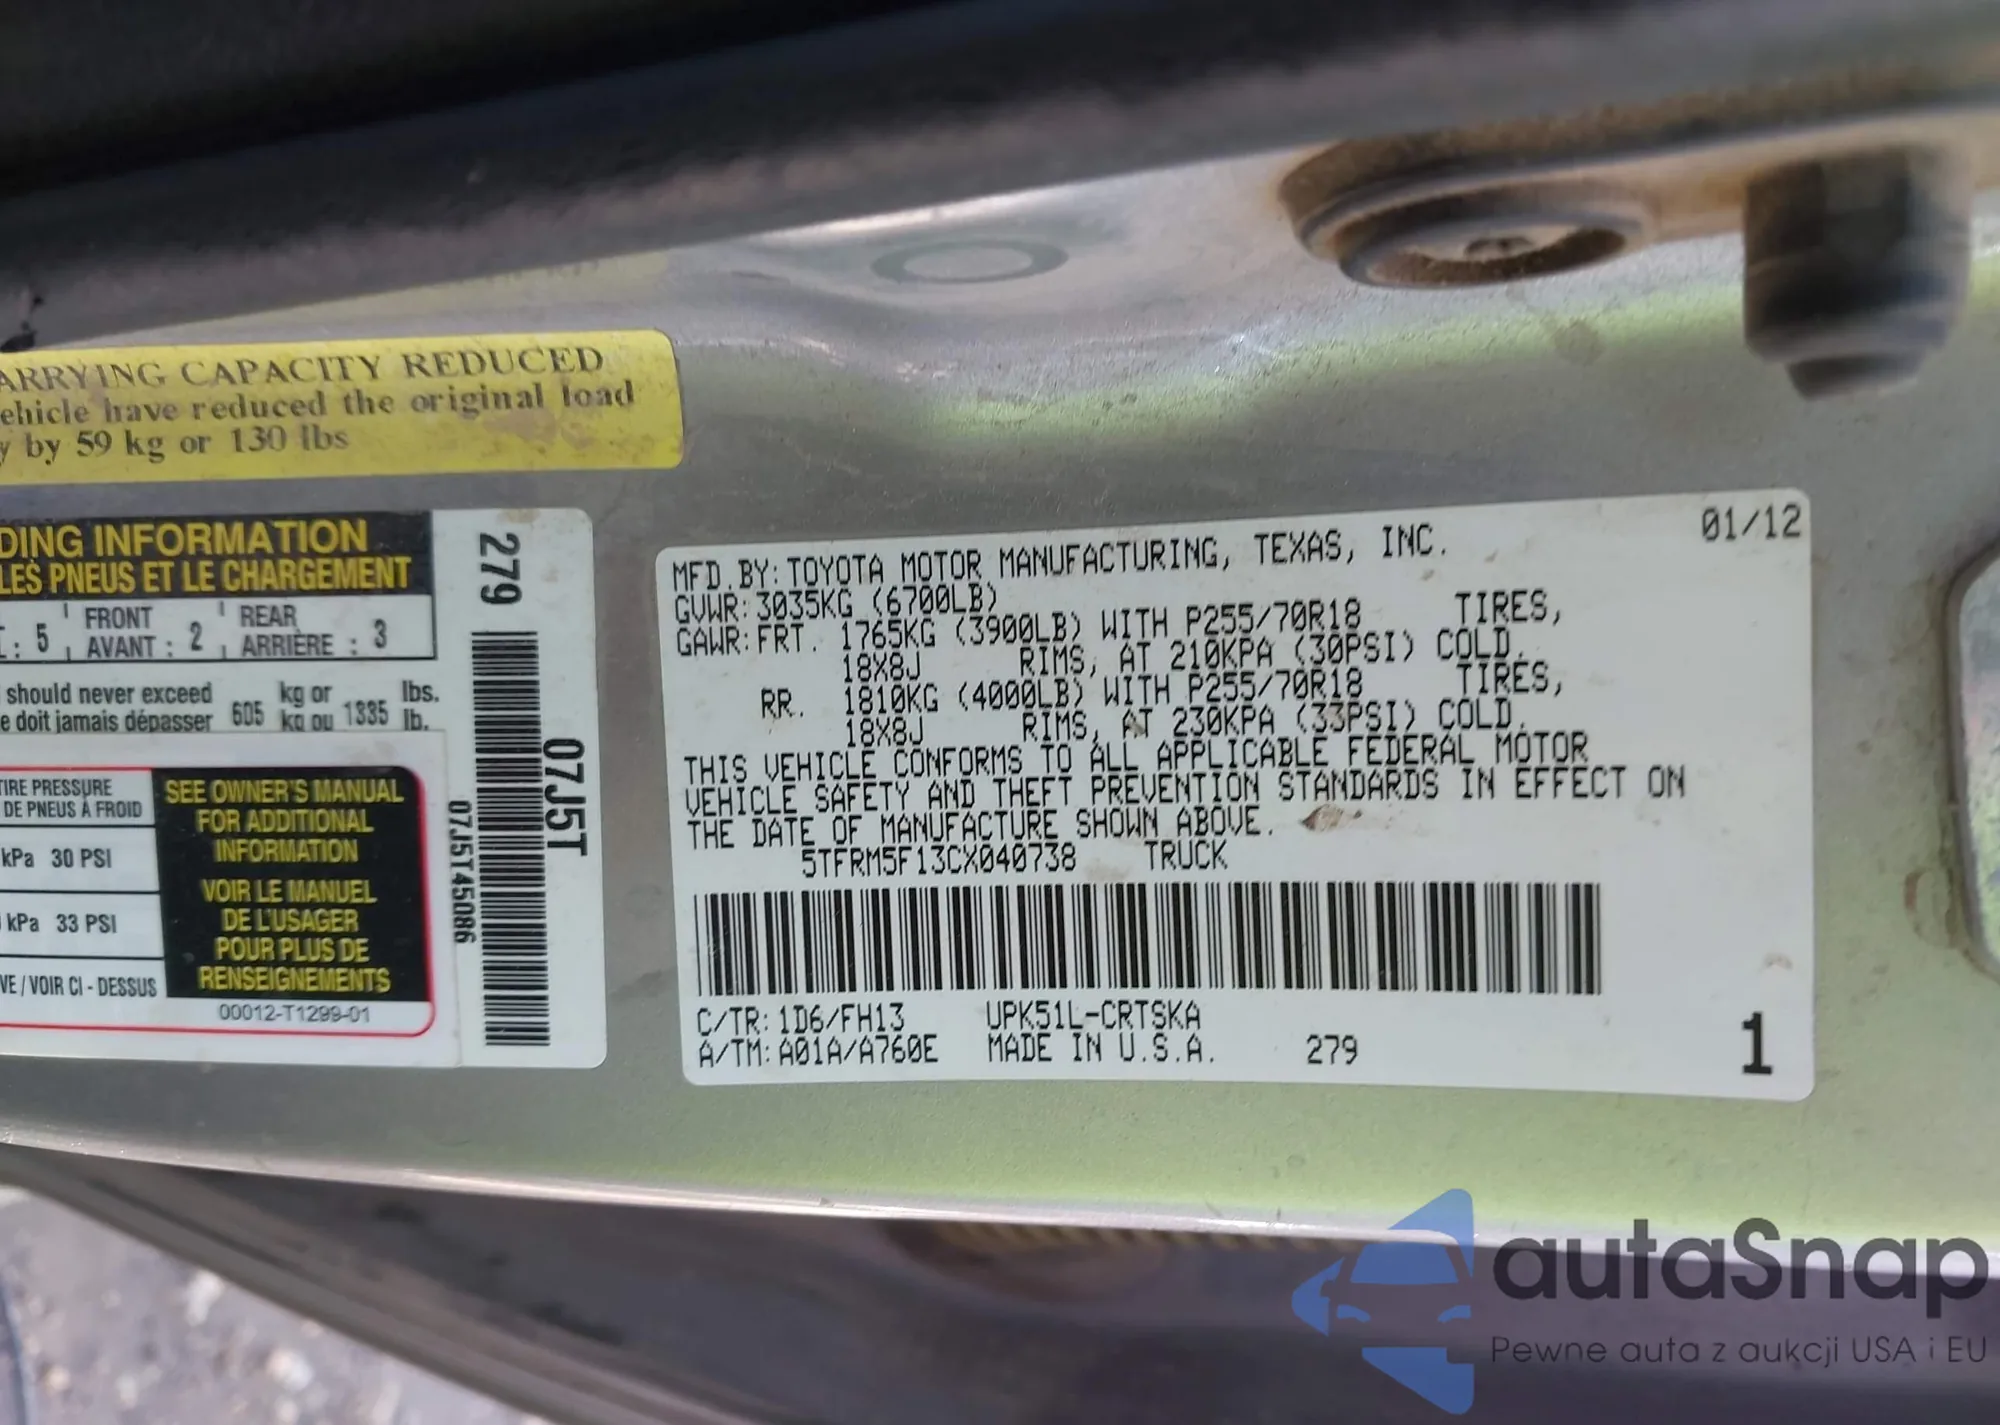 ARRYING CAPACITY REDUCED
ehicle have reduced the original load
y by 59 kg or 130 lbs
DING INFORMATION
LES PNEUS ET LE CHARGEMENT
FRONT REAR
: 5 AVANT : 2 ARRIÈRE : 3
should never exceed 605 kg or 1335 lbs.
e doit jamais dépasser kg ou lb.
TIRE PRESSURE
DE PNEUS À FROID
kPa 30 PSI
kPa 33 PSI
VE / VOIR CI - DESSUS
SEE OWNER'S MANUAL
FOR ADDITIONAL
INFORMATION
VOIR LE MANUEL
DE L'USAGER
POUR PLUS DE
RENSEIGNEMENTS
00012-T1299-01
279
07J5T
07J5T45086
01/12
MFD.BY:TOYOTA MOTOR MANUFACTURING, TEXAS, INC.
GVWR:3035KG (6700LB)
GAWR:FRT. 1765KG (3900LB) WITH P255/70R18 TIRES,
18X8J RIMS, AT 210KPA (30PSI) COLD.
RR. 1810KG (4000LB) WITH P255/70R18 TIRES,
18X8J RIMS, AT 230KPA (33PSI) COLD.
THIS VEHICLE CONFORMS TO ALL APPLICABLE FEDERAL MOTOR
VEHICLE SAFETY AND THEFT PREVENTION STANDARDS IN EFFECT ON
THE DATE OF MANUFACTURE SHOWN ABOVE.
5TFRM5F13CX040738 TRUCK
C/TR:1D6/FH13 UPK51L-CRTSKA
A/TM:A01A/A760E MADE IN U.S.A. 279
1
autaSnap
Pewne auta z aukcji USA i EU